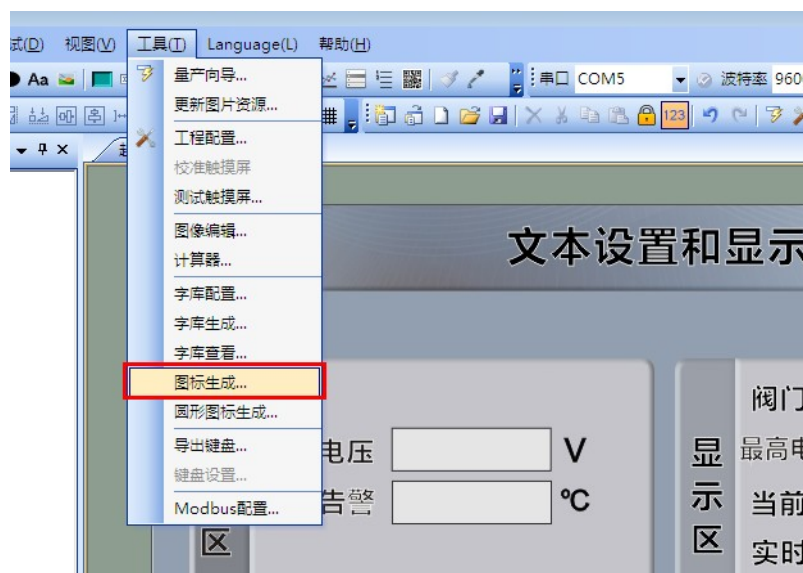 式(D) 视图(V) 工具(T) Language(L) 帮助(H)
Aa 串口 COM5 波特率 960
123
量产向导...
更新图片资源...
工程配置...
校准触摸屏
测试触摸屏...
图像编辑...
计算器...
字库配置...
字库生成...
字库查看...
图标生成...
圆形图标生成...
导出键盘...
键盘设置...
Modbus配置...
文本设置和显示
电压 V
告警 ℃
区
显示区
阀门
最高电
当前
实时